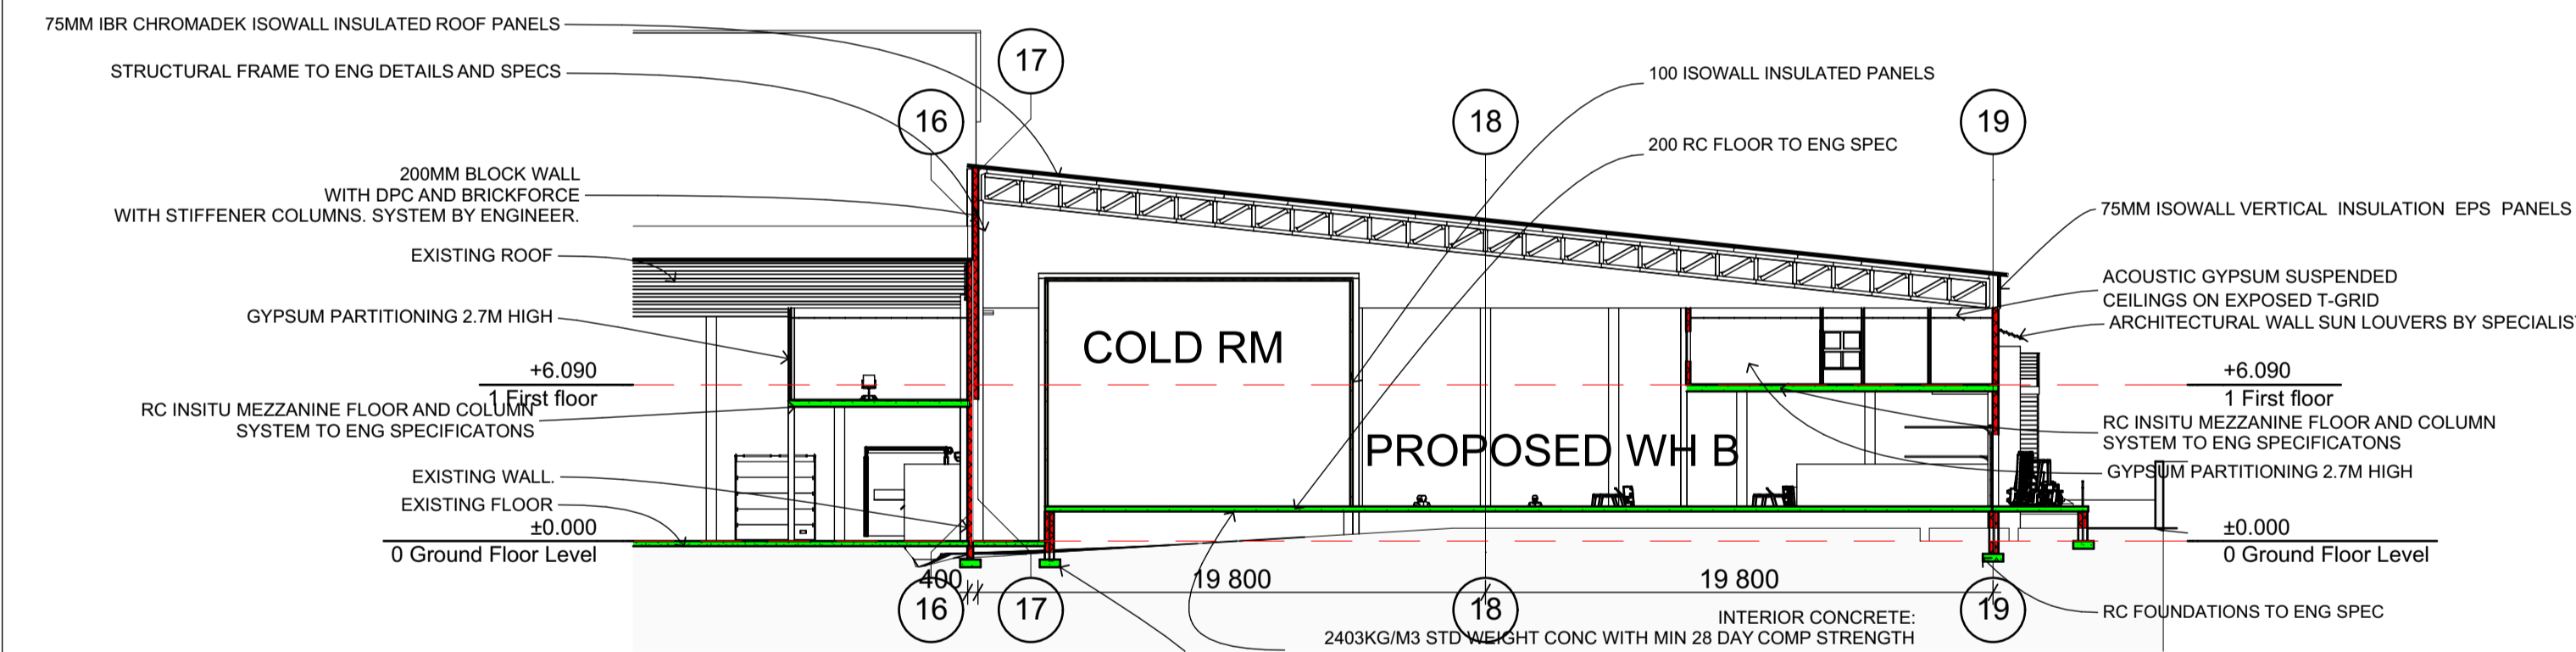 75MM IBR CHROMADEK ISOWALL INSULATED ROOF PANELS
STRUCTURAL FRAME TO ENG DETAILS AND SPECS
17
16
100 ISOWALL INSULATED PANELS
18
19
200 RC FLOOR TO ENG SPEC
200MM BLOCK WALL
WITH DPC AND BRICKFORCE
WITH STIFFENER COLUMNS. SYSTEM BY ENGINEER.
75MM ISOWALL VERTICAL INSULATION EPS PANELS
EXISTING ROOF
ACOUSTIC GYPSUM SUSPENDED
CEILINGS ON EXPOSED T-GRID
GYPSUM PARTITIONING 2.7M HIGH
ARCHITECTURAL WALL SUN LOUVERS BY SPECIALIST
COLD RM
+6.090
1 First floor
+6.090
1 First floor
RC INSITU MEZZANINE FLOOR AND COLUMN
SYSTEM TO ENG SPECIFICATONS
RC INSITU MEZZANINE FLOOR AND COLUMN
SYSTEM TO ENG SPECIFICATONS
PROPOSED WH B
EXISTING WALL.
GYPSUM PARTITIONING 2.7M HIGH
EXISTING FLOOR
±0.000
0 Ground Floor Level
±0.000
0 Ground Floor Level
400
19 800
19 800
16
17
18
19
RC FOUNDATIONS TO ENG SPEC
INTERIOR CONCRETE:
2403KG/M3 STD WEIGHT CONC WITH MIN 28 DAY COMP STRENGTH